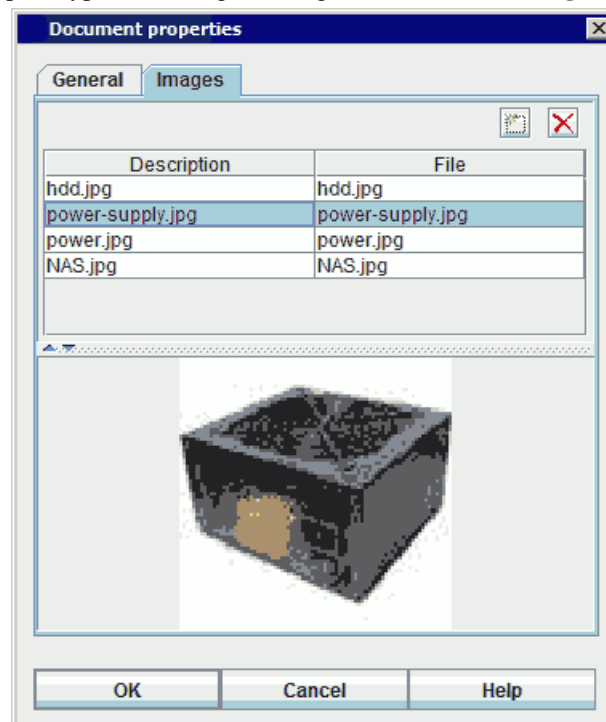 Document properties
General Images
Description File
hdd.jpg hdd.jpg
power-supply.jpg power-supply.jpg
power.jpg power.jpg
NAS.jpg NAS.jpg
OK Cancel Help